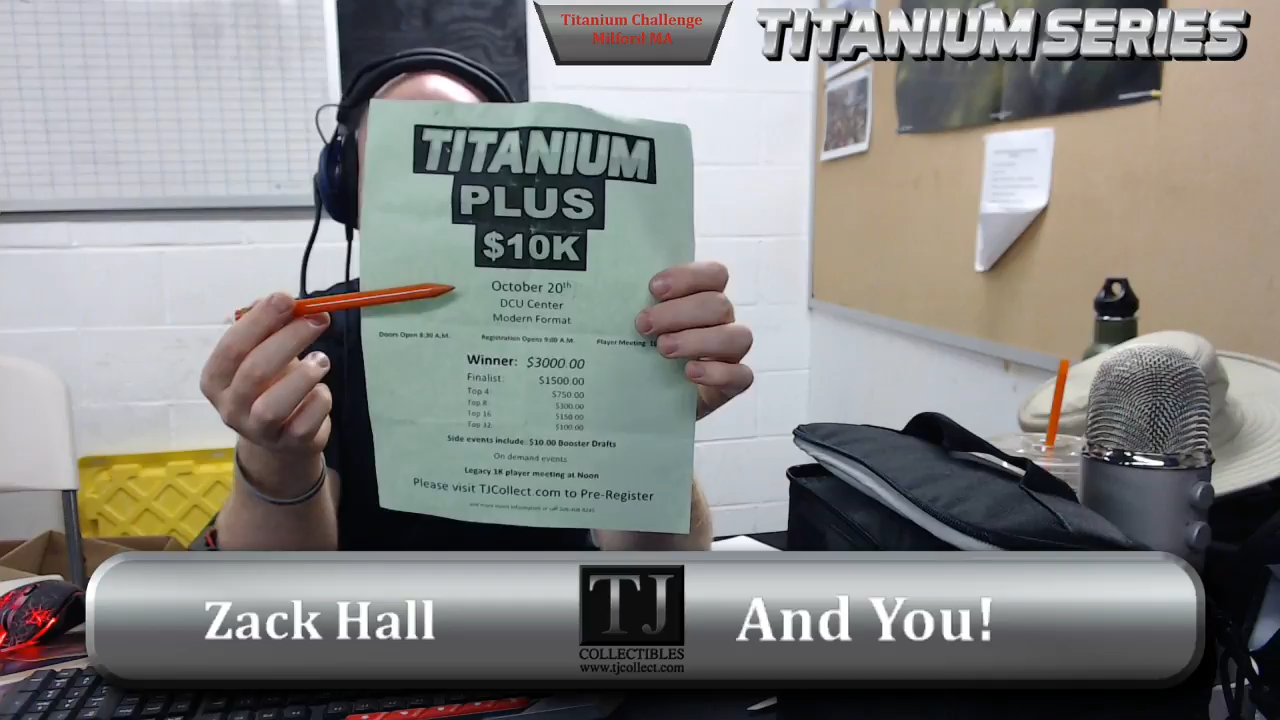 Titanium Challenge
Milford MA
TITANIUM SERIES
TITANIUM
PLUS
$10K
October 20th
DCU Center
Modern Format
Doors Open 8:30 A.M. Registration Opens 9:00 A.M. Player Meeting:
Winner: $3000.00
Finalist: $1500.00
Top 4: $750.00
Top 8: $300.00
Top 16: $150.00
Top 32: $100.00
Side events include: $10.00 Booster Drafts
On demand events
Legacy 1K player meeting at Noon
Please visit TJCollect.com to Pre-Register
Zack Hall
TJ
COLLECTIBLES
www.tjcollect.com
And You!